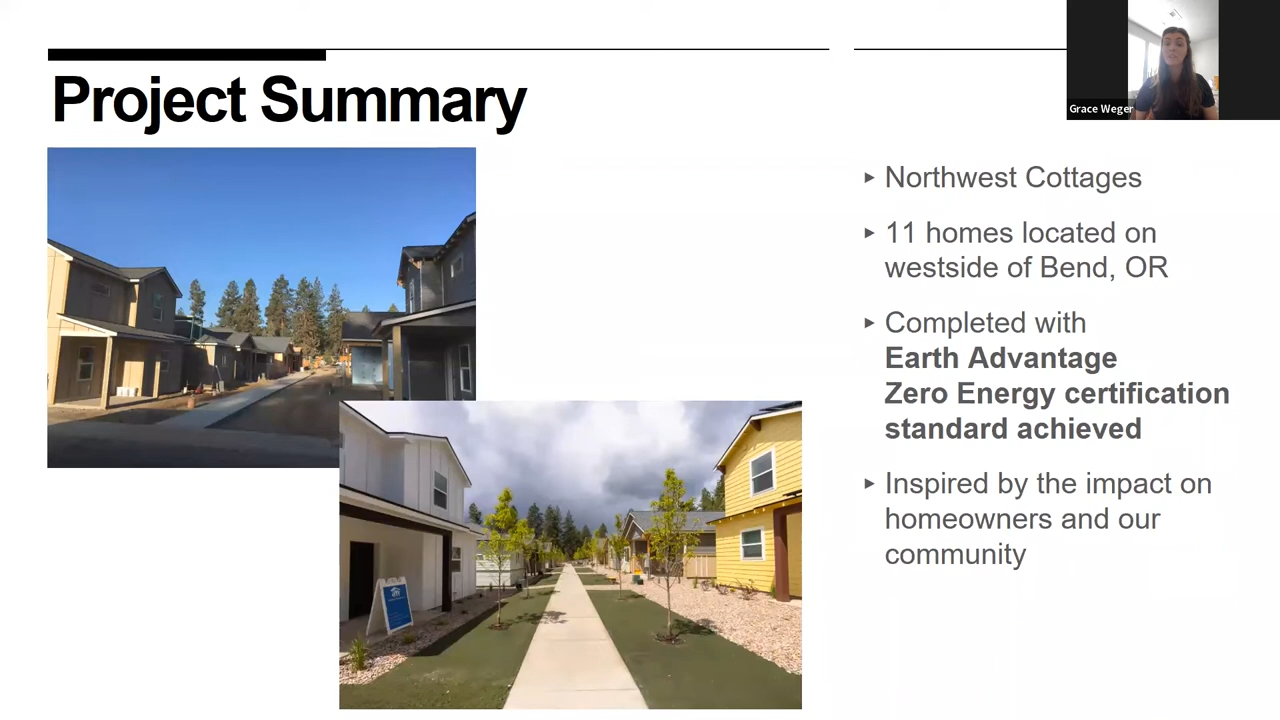 Project Summary
Grace Weger
Northwest Cottages
11 homes located on
westside of Bend, OR
Completed with
Earth Advantage
Zero Energy certification
standard achieved
Inspired by the impact on
homeowners and our
community